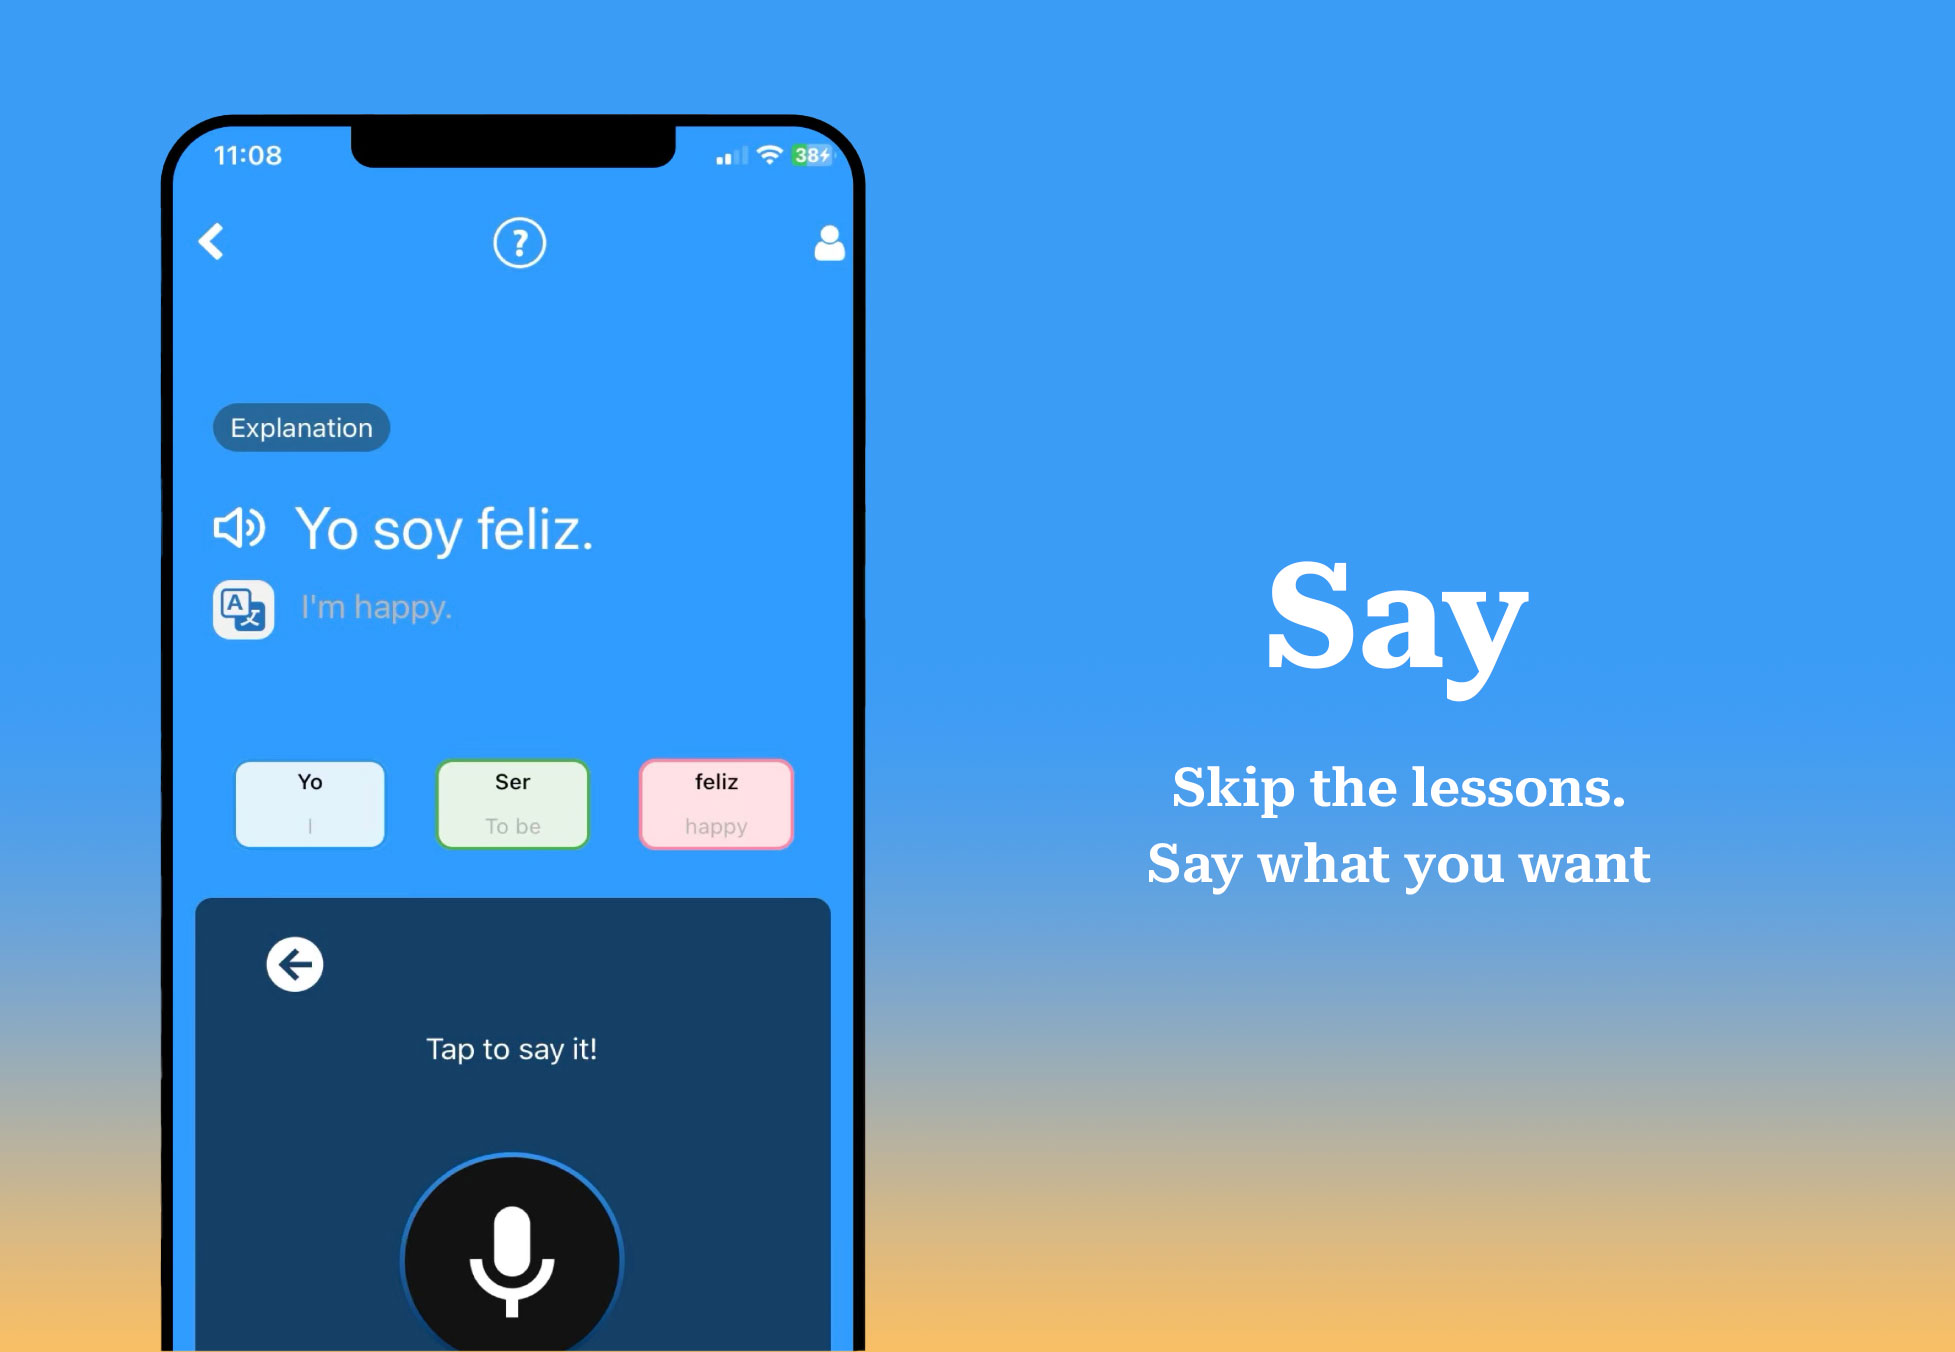 11:08
38
?
Explanation
Yo soy feliz.
A 文
I'm happy.
Yo
I
Ser
To be
feliz
happy
Tap to say it!
Say
Skip the lessons.
Say what you want